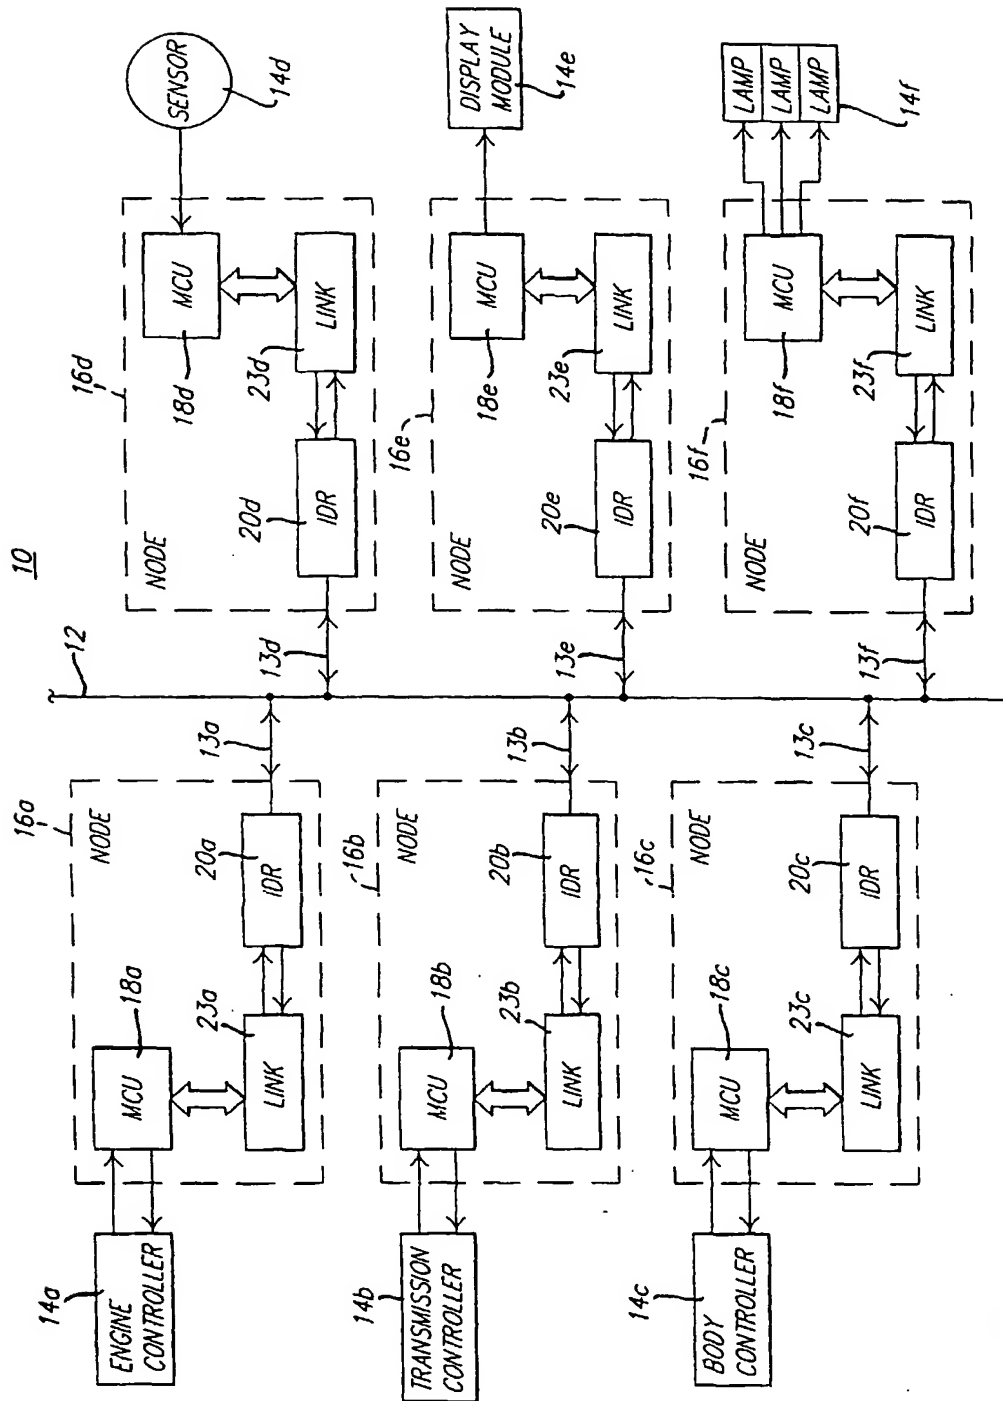 10
12
16a
NODE
18a
MCU
20a
IDR
23a
LINK
13a
14a
ENGINE
CONTROLLER
16b
NODE
18b
MCU
20b
IDR
23b
LINK
13b
14b
TRANSMISSION
CONTROLLER
16c
NODE
18c
MCU
20c
IDR
23c
LINK
13c
14c
BODY
CONTROLLER
16d
NODE
18d
MCU
20d
IDR
23d
LINK
13d
SENSOR
14d
16e
NODE
18e
MCU
20e
IDR
23e
LINK
13e
DISPLAY
MODULE
14e
16f
NODE
18f
MCU
20f
IDR
23f
LINK
13f
LAMP
LAMP
LAMP
14f